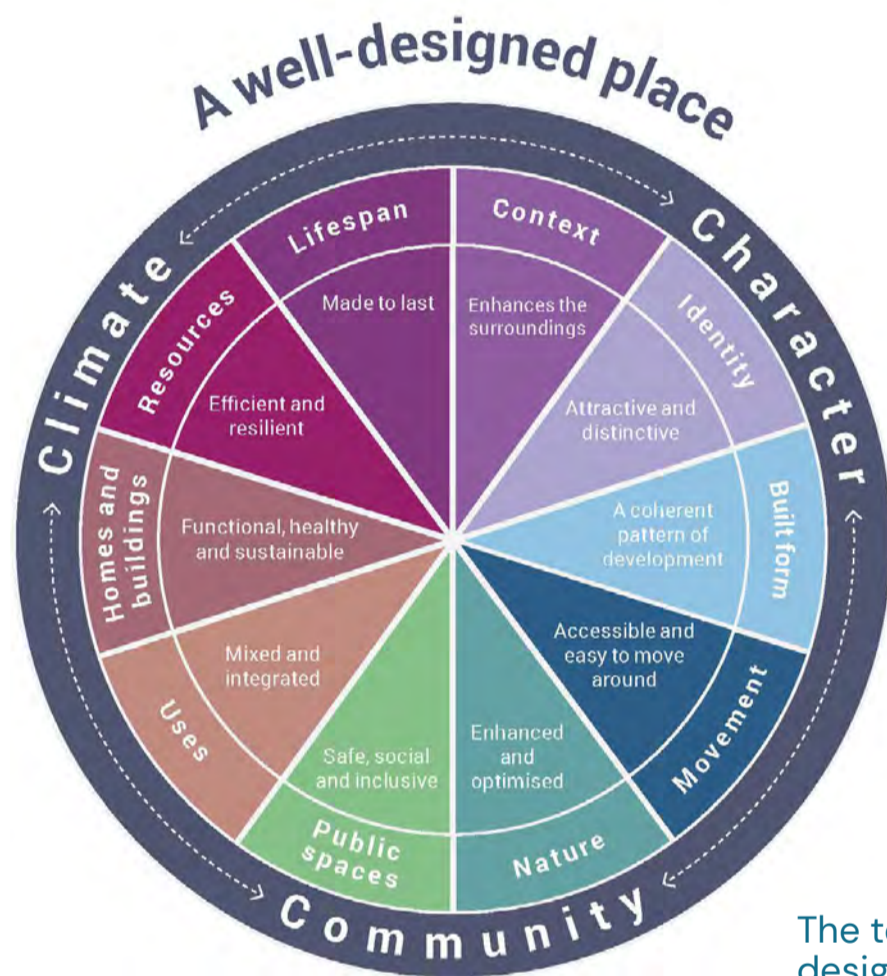 A well-designed place
Climate
Character
Community
Context
Enhances the
surroundings
Identity
Attractive and
distinctive
Built form
A coherent
pattern of
development
Movement
Accessible and
easy to move
around
Nature
Enhanced
and
optimised
Public
spaces
Safe, social
and inclusive
Uses
Mixed and
integrated
Homes and
buildings
Functional, healthy
and sustainable
Resources
Efficient and
resilient
Lifespan
Made to last
The
desig